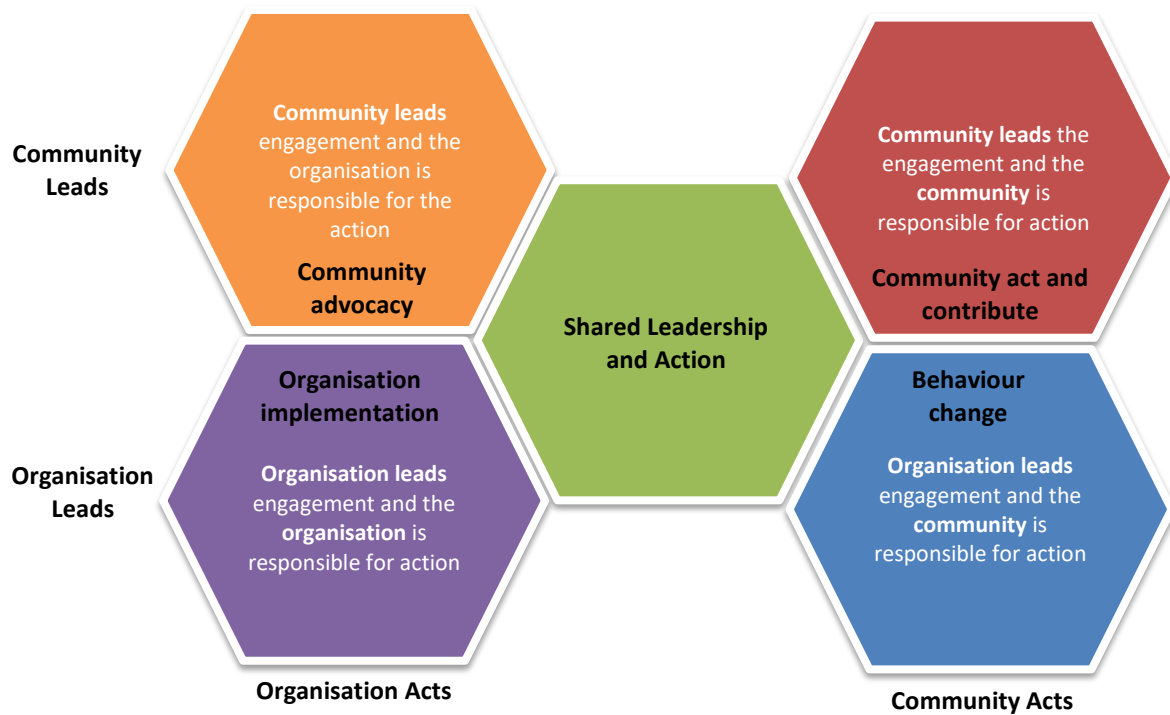 Community
Leads
Community leads
engagement and the
organisation is
responsible for the
action
Community
advocacy
Community leads the
engagement and the
community is
responsible for action
Community act and
contribute
Shared Leadership
and Action
Organisation
Leads
Organisation
implementation
Organisation leads
engagement and the
organisation is
responsible for action
Behaviour
change
Organisation leads
engagement and the
community is
responsible for action
Organisation Acts
Community Acts